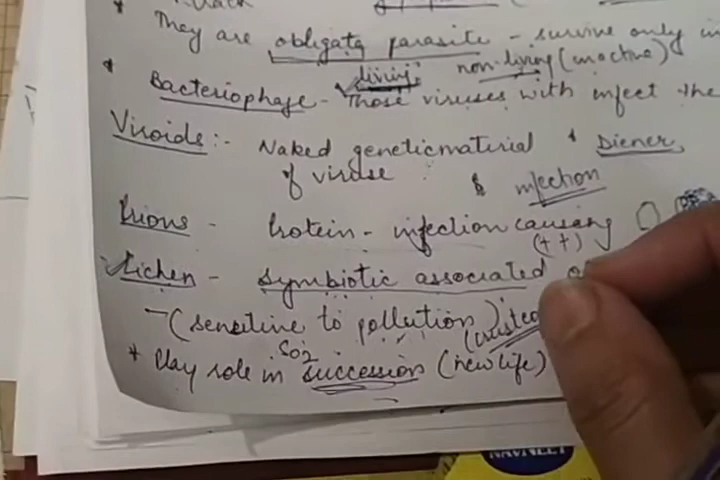 * They are obligate parasite - survive only in
living; non-living (inactive)
* Bacteriophage - Those viruses with infect the
Viroids :- Naked genetic material * Diener,
of viruse
& infection
Prions - Protein - infection causing
(++)
Lichen - symbiotic associated
- (sensitive to pollution)
SO2
* Play role in succession (new life)
NAVNEET